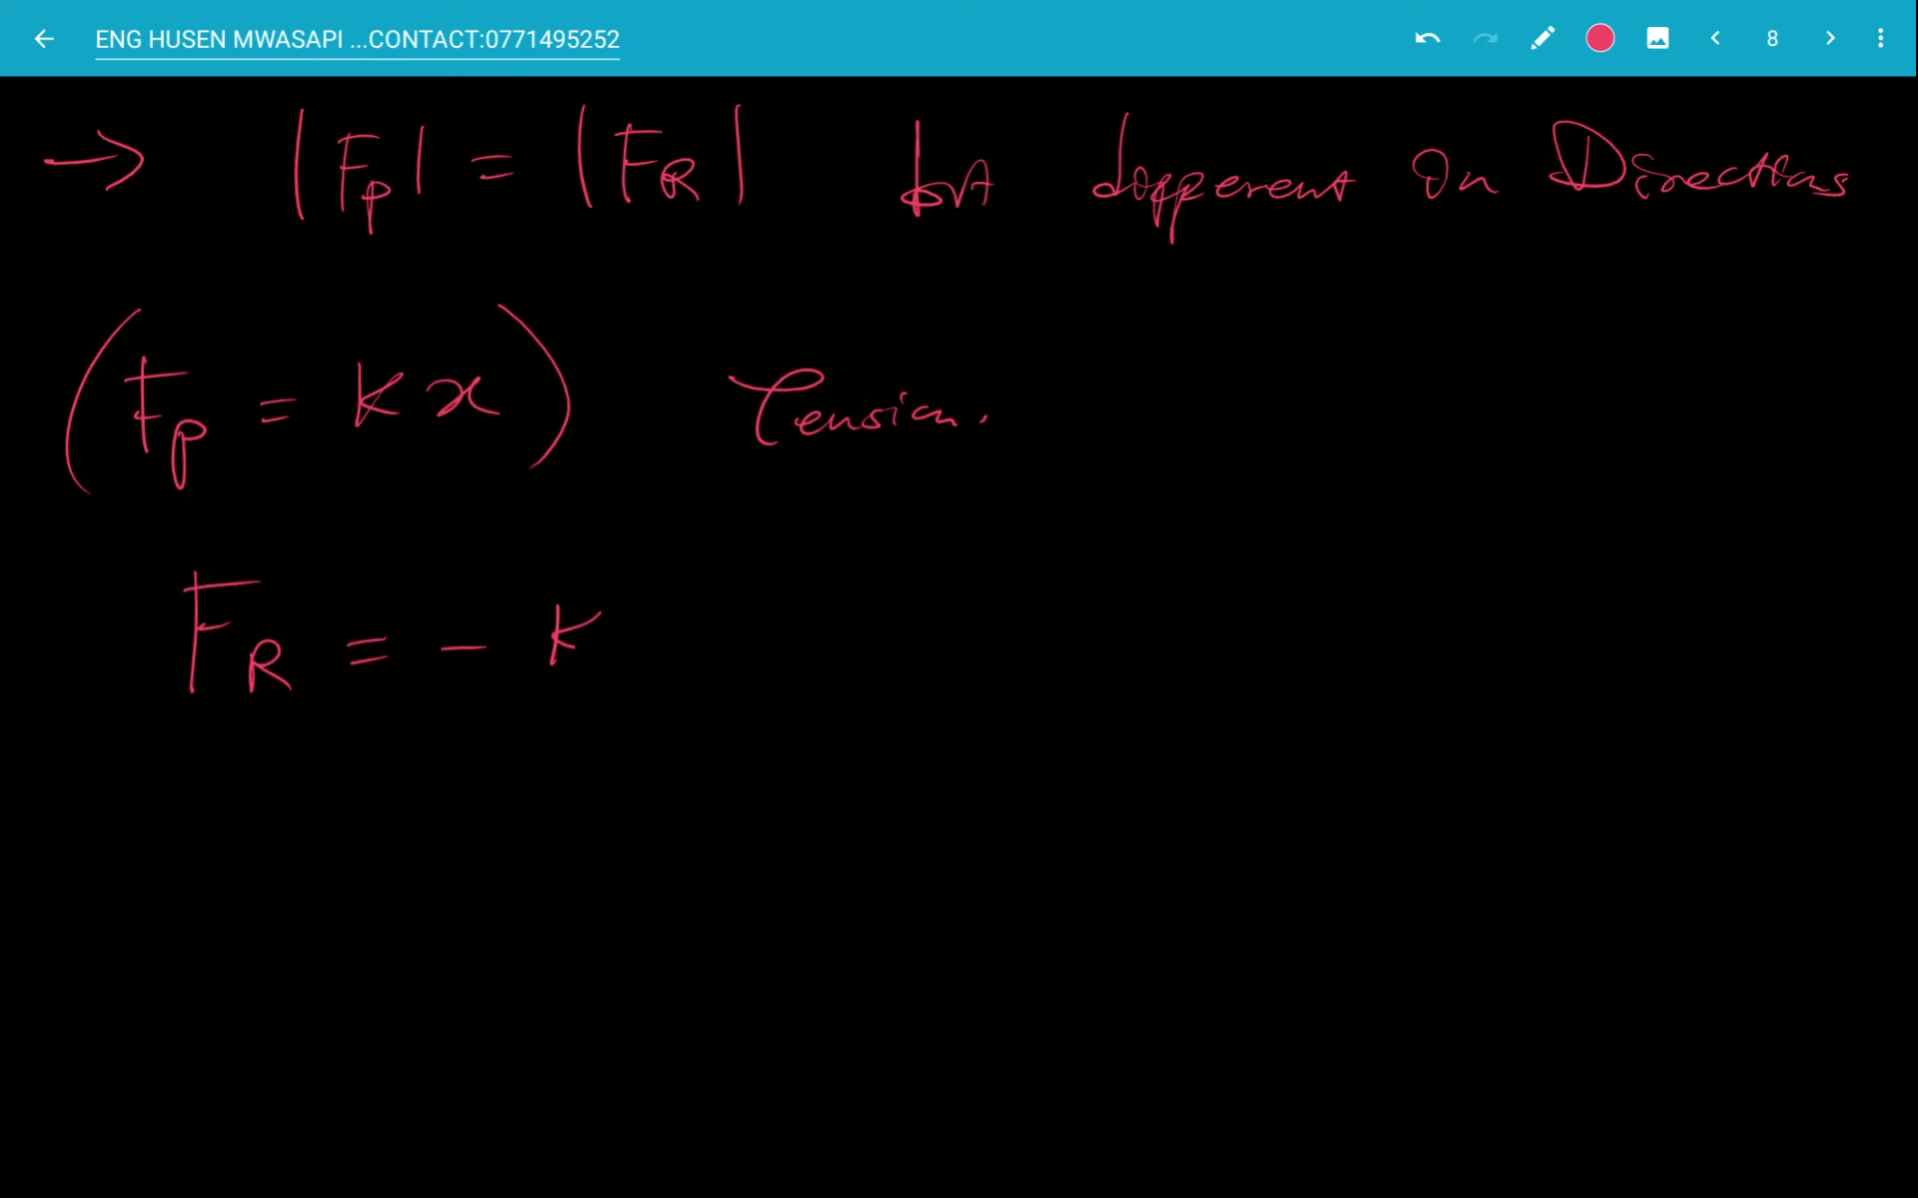 ENG HUSEN MWASAPI ...CONTACT:0771495252
8
→ |Fp| = |FR| but different on Directions
(Fp = Kx) Tension.
FR = - K